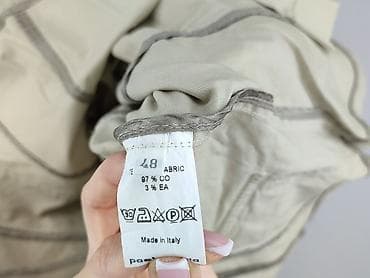 48 ABRIC
97 % CO
3 % EA
Made in Italy